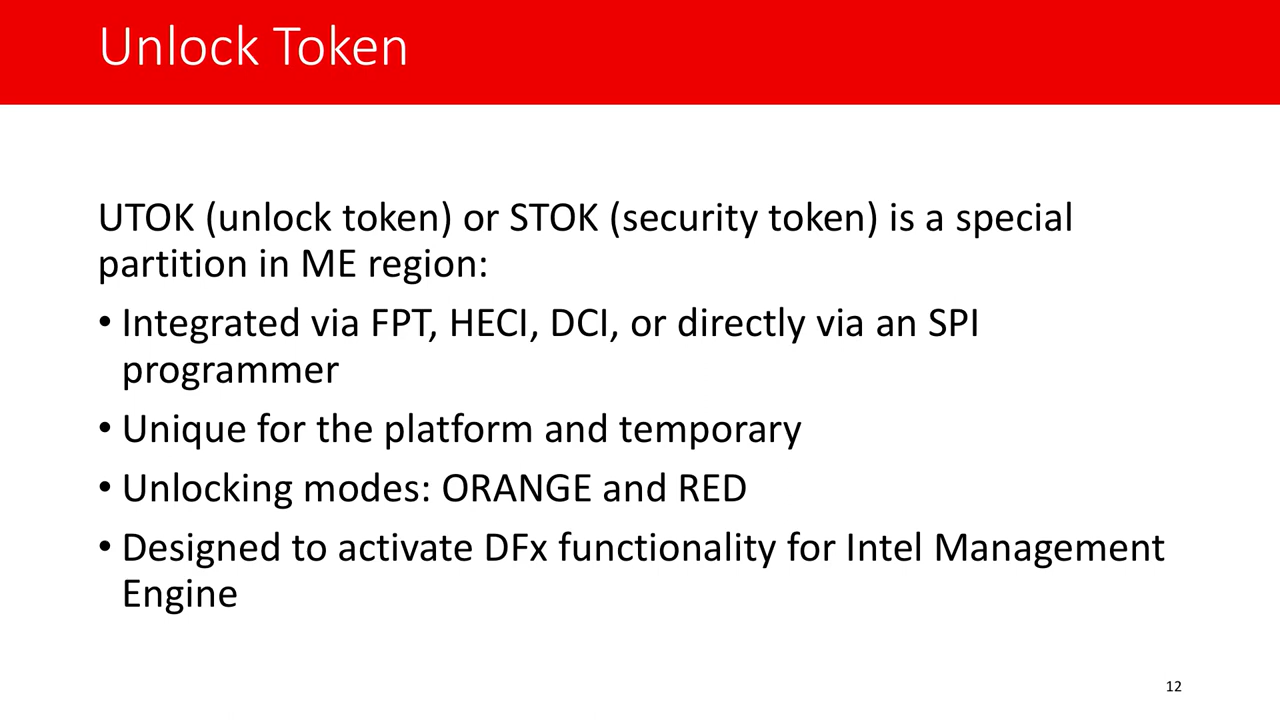 Unlock Token
UTOK (unlock token) or STOK (security token) is a special
partition in ME region:
• Integrated via FPT, HECI, DCI, or directly via an SPI
programmer
• Unique for the platform and temporary
• Unlocking modes: ORANGE and RED
• Designed to activate DFx functionality for Intel Management
Engine
12